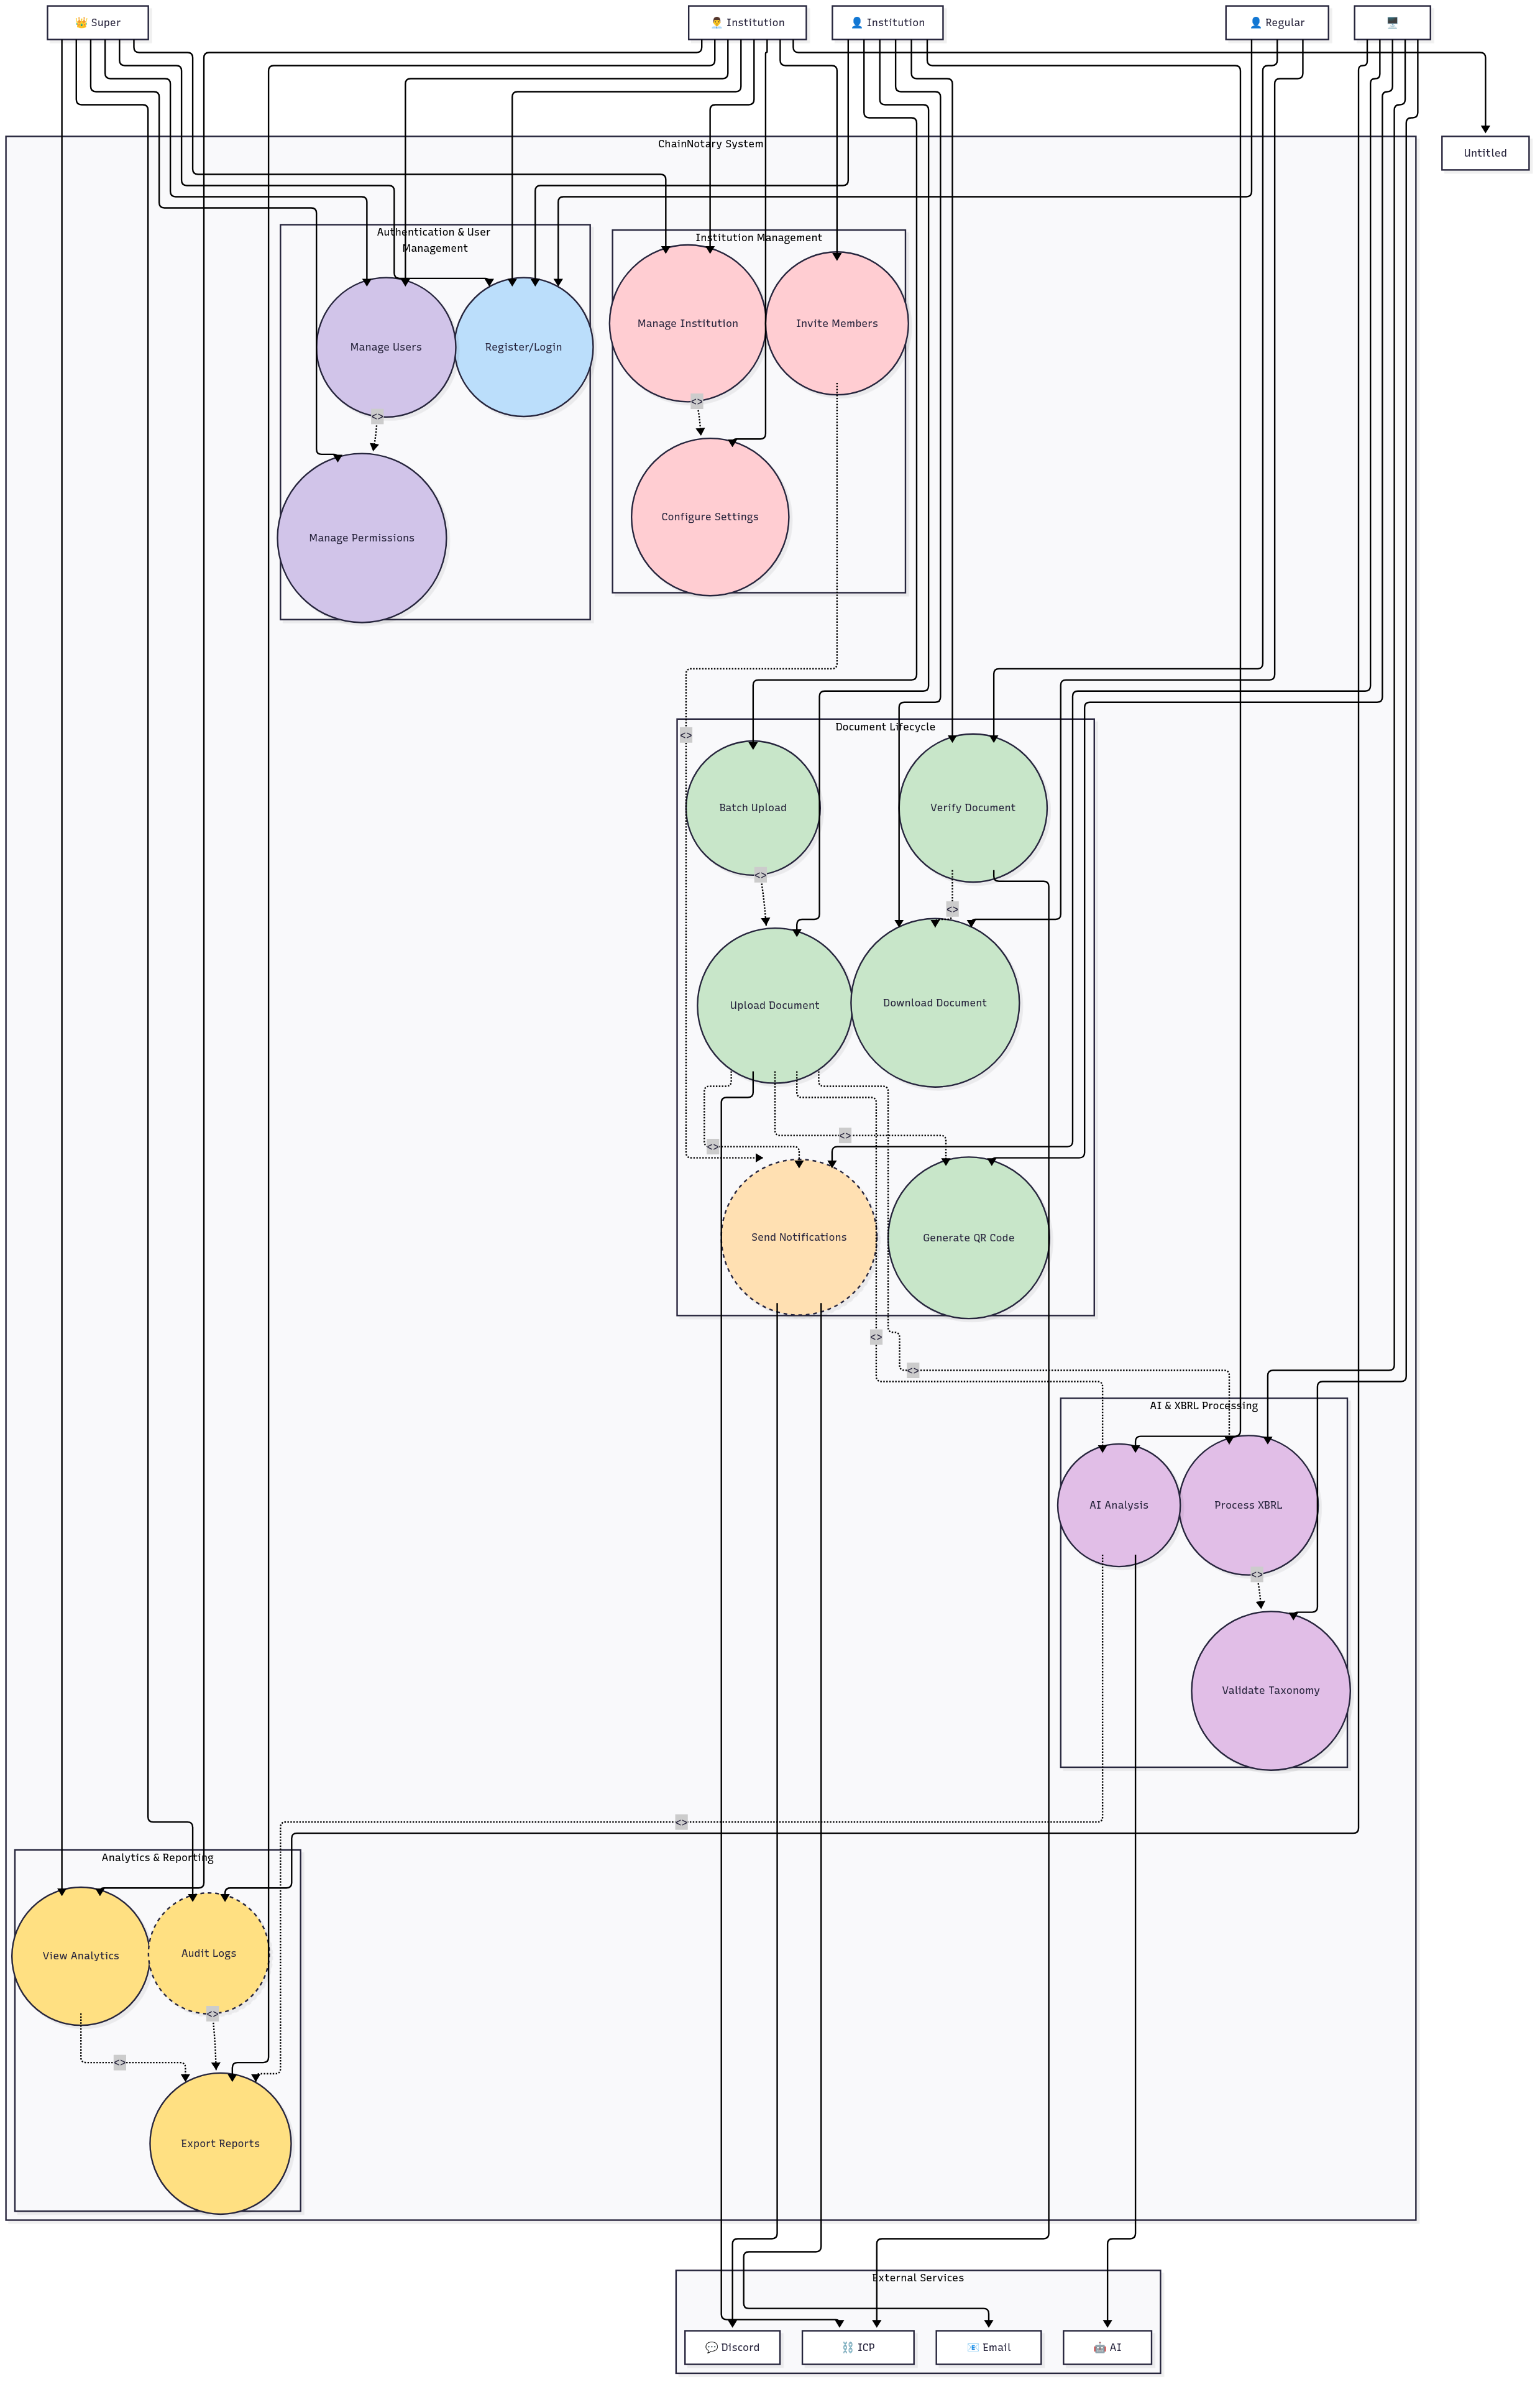 👑 Super
👨‍💼 Institution
👤 Institution
👤 Regular
🖥️
ChainNotary System
Untitled
Authentication & User
Management
Institution Management
Manage Users
Register/Login
Manage Institution
Invite Members
<>
<>
Manage Permissions
Configure Settings
Document Lifecycle
<>
Batch Upload
Verify Document
<>
<>
Upload Document
Download Document
<>
<>
Send Notifications
Generate QR Code
<>
<>
AI & XBRL Processing
AI Analysis
Process XBRL
<>
Validate Taxonomy
<>
Analytics & Reporting
View Analytics
Audit Logs
<>
<>
Export Reports
External Services
💬 Discord
⛓️ ICP
📧 Email
🤖 AI